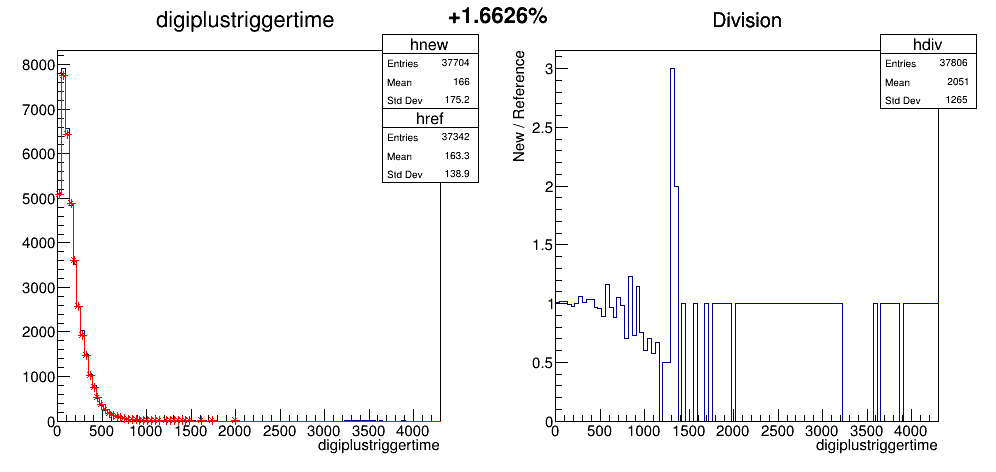 digiplustriggertime
+1.6626%
Division
hnew
Entries 37704
Mean 166
Std Dev 175.2
href
Entries 37342
Mean 163.3
Std Dev 138.9
8000
7000
6000
5000
4000
3000
2000
1000
0
0 500 1000 1500 2000 2500 3000 3500 4000
digiplustriggertime
hdiv
Entries 37806
Mean 2051
Std Dev 1265
New / Reference
3
2.5
2
1.5
1
0.5
0
0 500 1000 1500 2000 2500 3000 3500 4000
digiplustriggertime